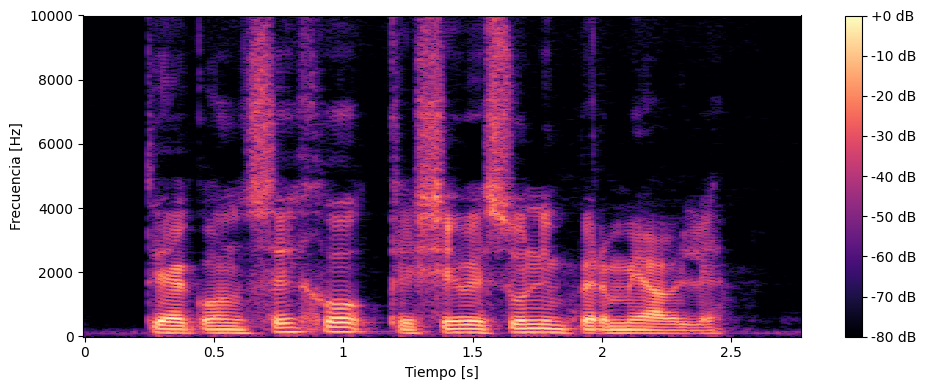 10000
8000
6000
4000
2000
0
Frecuencia [Hz]
0 0.5 1 1.5 2 2.5
Tiempo [s]
+0 dB
-10 dB
-20 dB
-30 dB
-40 dB
-50 dB
-60 dB
-70 dB
-80 dB